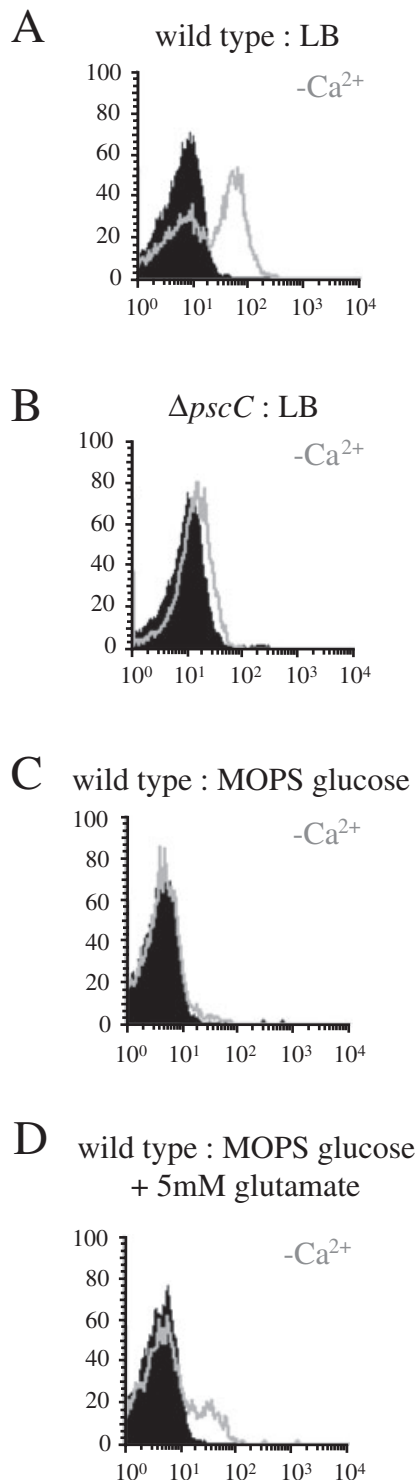 A
wild type : LB
-Ca²⁺
100
80
60
40
20
0
10⁰ 10¹ 10² 10³ 10⁴
B
ΔpscC : LB
-Ca²⁺
100
80
60
40
20
0
10⁰ 10¹ 10² 10³ 10⁴
C
wild type : MOPS glucose
-Ca²⁺
100
80
60
40
20
0
10⁰ 10¹ 10² 10³ 10⁴
D
wild type : MOPS glucose
+ 5mM glutamate
-Ca²⁺
100
80
60
40
20
0
10⁰ 10¹ 10² 10³ 10⁴